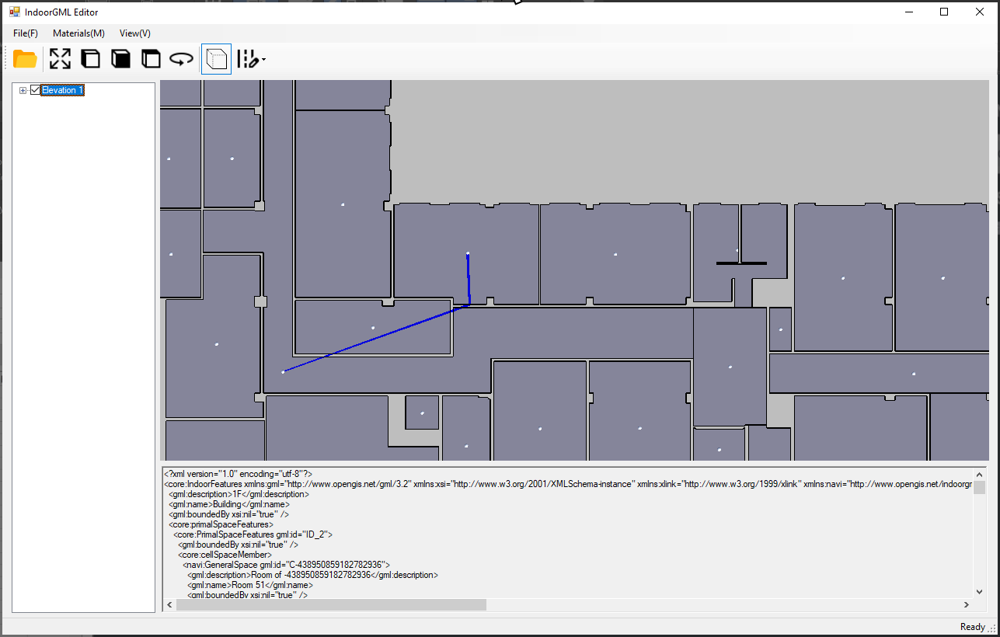 IndoorGML Editor
File(F) Materials(M) View(V)
Elevation 1
<?xml version="1.0" encoding="utf-8"?>
<core:IndoorFeatures xmlns:gml="http://www.opengis.net/gml/3.2" xmlns:xsi="http://www.w3.org/2001/XMLSchema-instance" xmlns:xlink="http://www.w3.org/1999/xlink" xmlns:navi="http://www.opengis.net/indoorgr
<gml:description>1F</gml:description>
<gml:name>Building</gml:name>
<gml:boundedBy xsi:nil="true" />
<core:primalSpaceFeatures>
<core:PrimalSpaceFeatures gml:id="ID_2">
<gml:boundedBy xsi:nil="true" />
<core:cellSpaceMember>
<navi:GeneralSpace gml:id="C-438950859182782936">
<gml:description>Room of -438950859182782936</gml:description>
<gml:name>Room 51</gml:name>
<gml:boundedBy xsi:nil="true" />
Ready